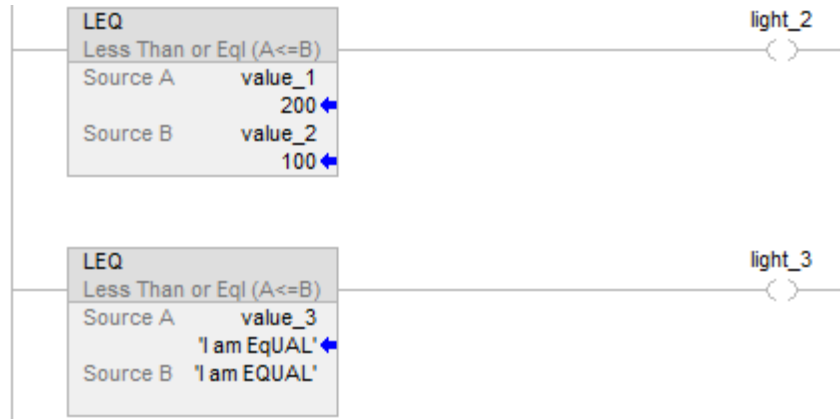 LEQ
light_2
Less Than or Eql (A<=B)
Source A value_1
200
Source B value_2
100
LEQ
light_3
Less Than or Eql (A<=B)
Source A value_3
'I am EqUAL'
Source B 'I am EQUAL'